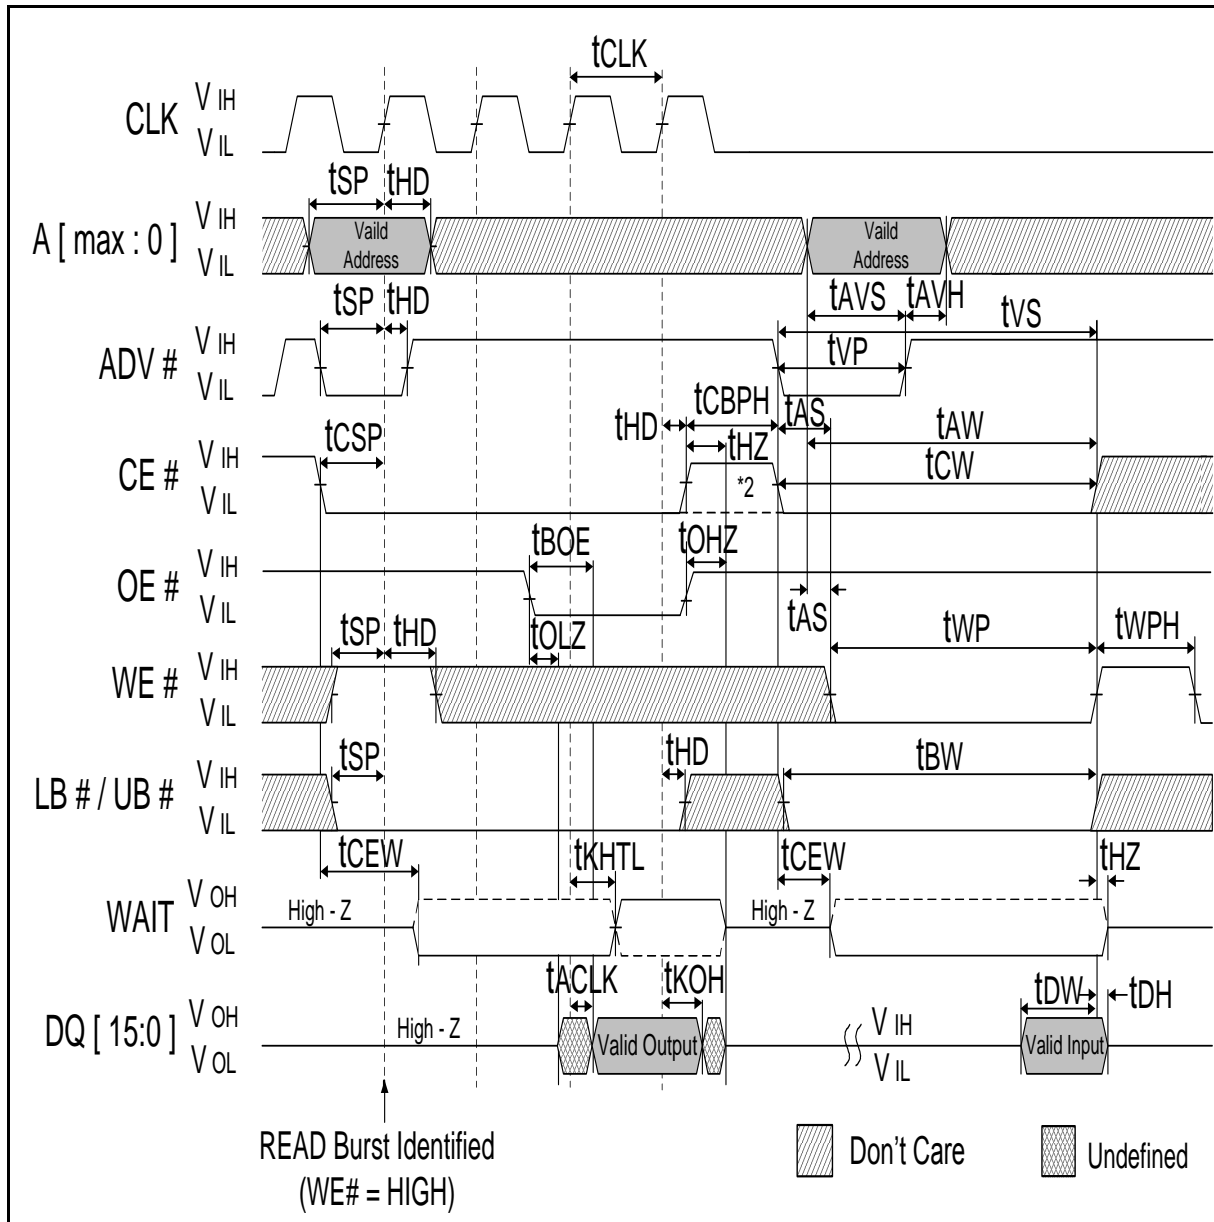 tCLK
CLK
V IH
V IL
tSP
tHD
A [ max : 0 ]
V IH
V IL
Vaild
Address
Vaild
Address
tSP
tHD
tAVS
tAVH
tVS
ADV #
V IH
V IL
tVP
tCBPH
tAS
tHD
tAW
tCSP
tHZ
CE #
V IH
V IL
*2
tCW
tBOE
tOHZ
OE #
V IH
V IL
tAS
tSP
tHD
tOLZ
tWP
tWPH
WE #
V IH
V IL
tSP
tHD
tBW
LB # / UB #
V IH
V IL
tCEW
tKHTL
tCEW
tHZ
WAIT
V OH
V OL
High - Z
High - Z
tACLK
tKOH
tDW
tDH
DQ [ 15:0 ]
V OH
V OL
High - Z
Valid Output
V IH
V IL
Valid Input
READ Burst Identified
(WE# = HIGH)
Don't Care
Undefined